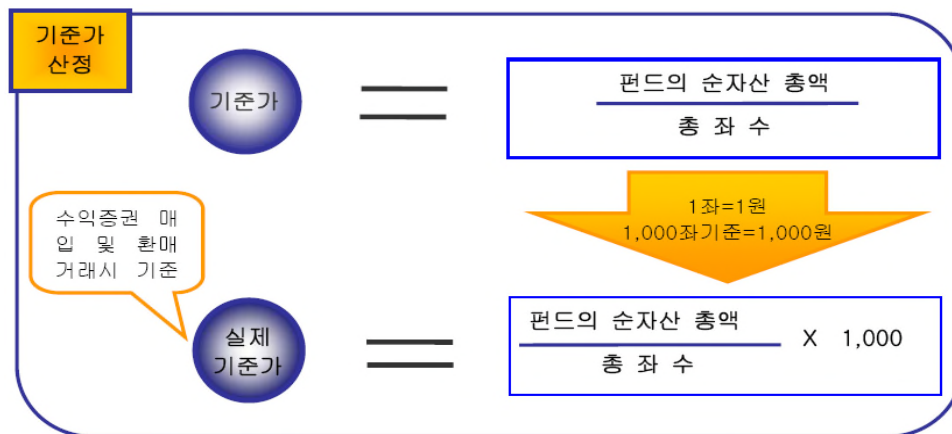 기준가
산정
기준가
펀드의 순자산 총액
총 좌 수
1좌=1원
1,000좌기준=1,000원
수익증권 매
입 및 환매
거래시 기준
실제
기준가
펀드의 순자산 총액
X 1,000
총 좌 수